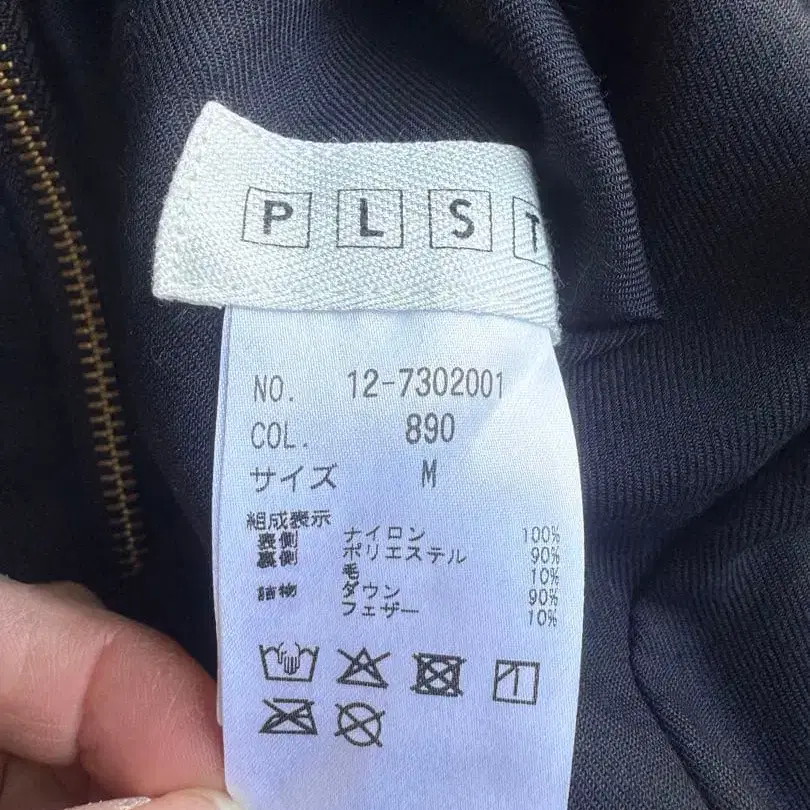 PLST
NO. 12-7302001
COL. 890
サイズ M
組成表示
表側 ナイロン 100%
裏側 ポリエステル 90%
毛 10%
詰物 ダウン 90%
フェザー 10%